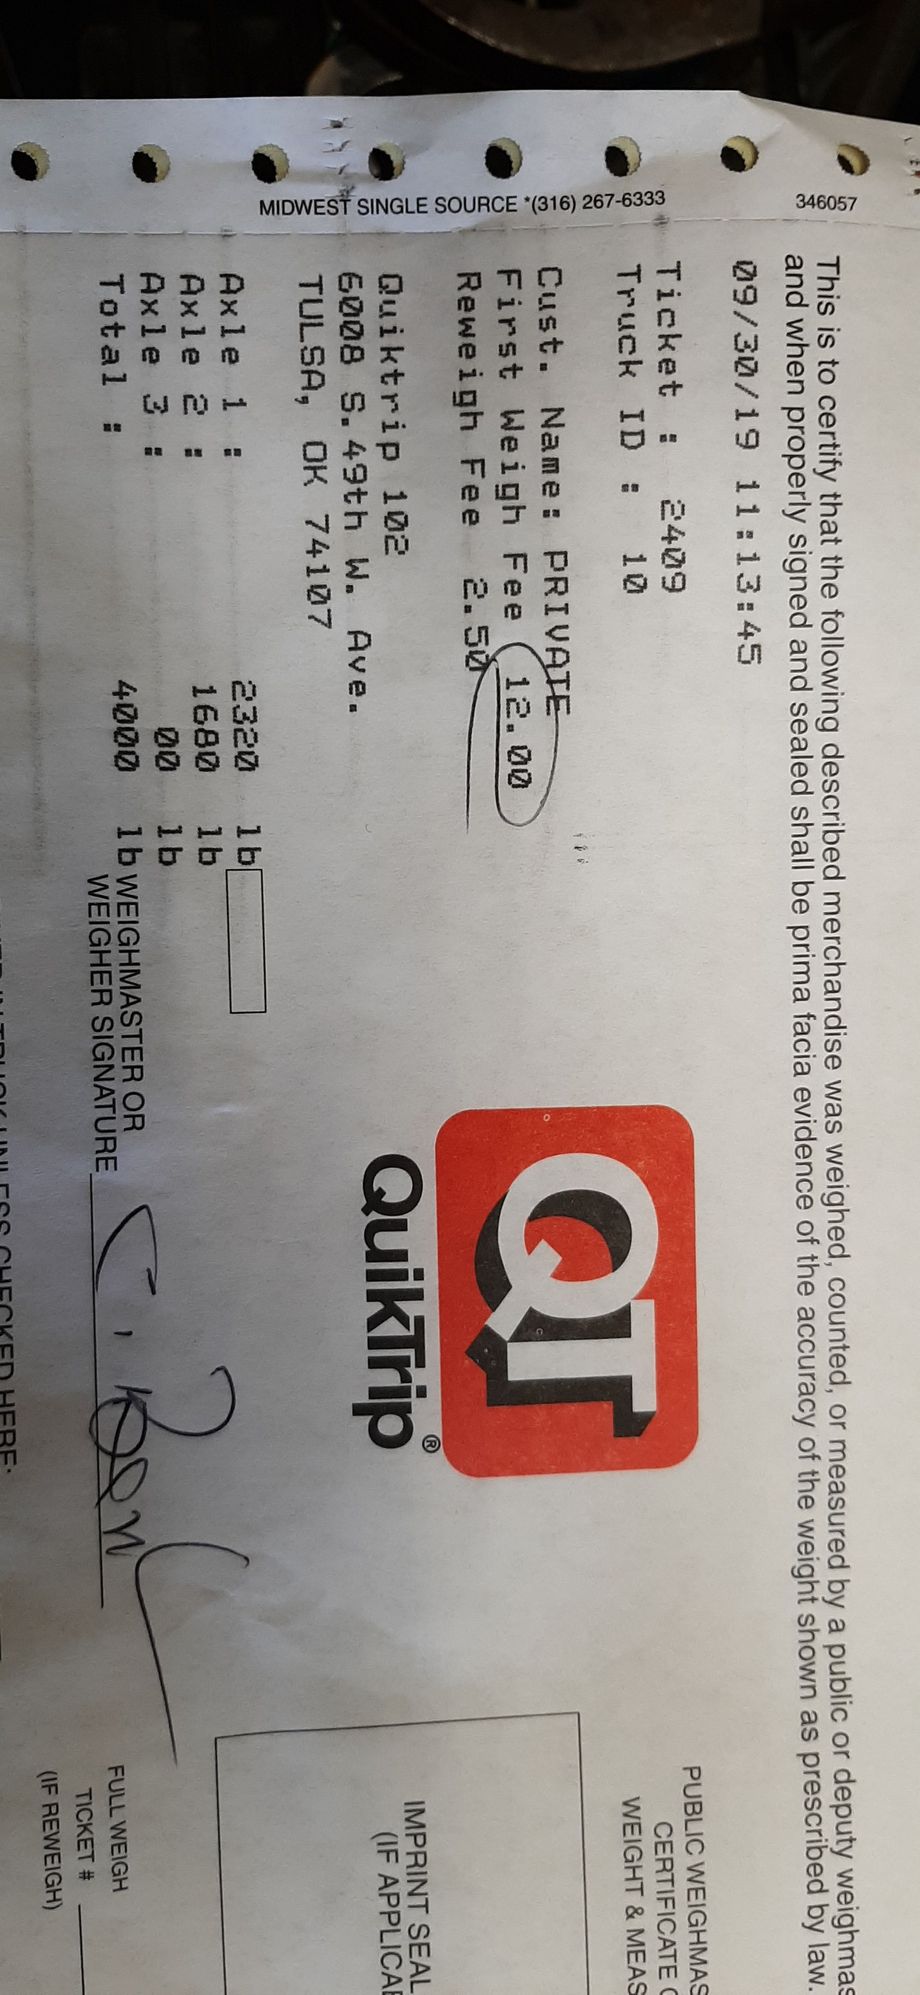 MIDWEST SINGLE SOURCE *(316) 267-6333
346057
This is to certify that the following described merchandise was weighed, counted, or measured by a public or deputy weighmas
and when properly signed and sealed shall be prima facia evidence of the accuracy of the weight shown as prescribed by law.
09/30/19 11:13:45
Ticket : 2409
Truck ID : 10
Cust. Name: PRIVATE
First Weigh Fee 12.00
Reweigh Fee 2.50
Quiktrip 102
6008 S.49th W. Ave.
TULSA, OK 74107
Axle 1 : 2320 lb
Axle 2 : 1680 lb
Axle 3 : 00 lb
Total : 4000 lb
WEIGHMASTER OR
WEIGHER SIGNATURE
QT
QuikTrip®
PUBLIC WEIGHMAS
CERTIFICATE
WEIGHT & MEAS
IMPRINT SEAL
(IF APPLICA
FULL WEIGH
TICKET #
(IF REWEIGH)
UNLESS CHECKED HERE: